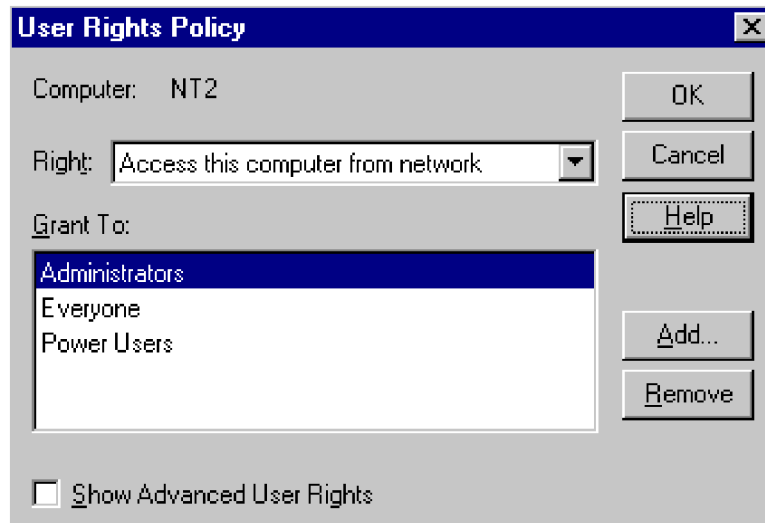 User Rights Policy
Computer: NT2
OK
Right: Access this computer from network
Cancel
Help
Grant To:
Administrators
Everyone
Power Users
Add...
Remove
Show Advanced User Rights